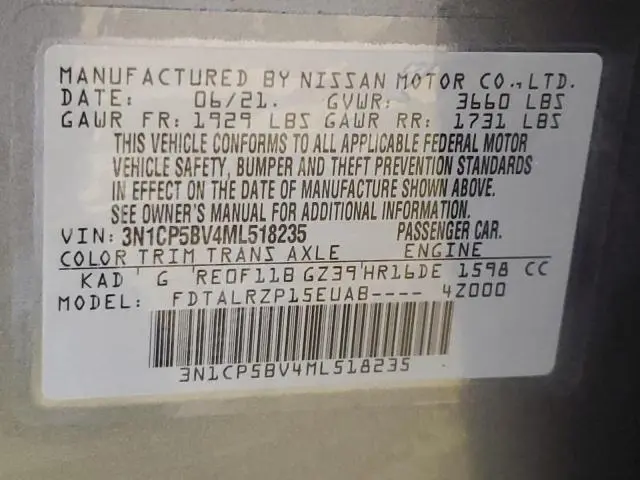 MANUFACTURED BY NISSAN MOTOR CO.,LTD.
DATE: 06/21. GVWR: 3660 LBS
GAWR FR: 1929 LBS GAWR RR: 1731 LBS
THIS VEHICLE CONFORMS TO ALL APPLICABLE FEDERAL MOTOR
VEHICLE SAFETY, BUMPER AND THEFT PREVENTION STANDARDS
IN EFFECT ON THE DATE OF MANUFACTURE SHOWN ABOVE.
SEE OWNER'S MANUAL FOR ADDITIONAL INFORMATION.
VIN: 3N1CP5BV4ML518235 PASSENGER CAR.
COLOR TRIM TRANS AXLE ENGINE
KAD ' G ' RE0F11B GZ39'HR16DE 1598 CC
MODEL: FDTALRZP15EUAB---- 4Z000
3N1CP5BV4ML518235